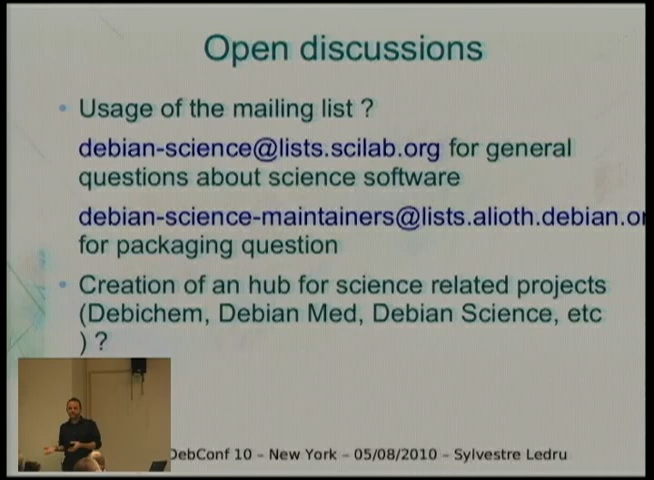 Open discussions
Usage of the mailing list ?
debian-science@lists.scilab.org for general
questions about science software
debian-science-maintainers@lists.alioth.debian.or
for packaging question
Creation of an hub for science related projects
(Debichem, Debian Med, Debian Science, etc
) ?
DebConf 10 – New York – 05/08/2010 – Sylvestre Ledru